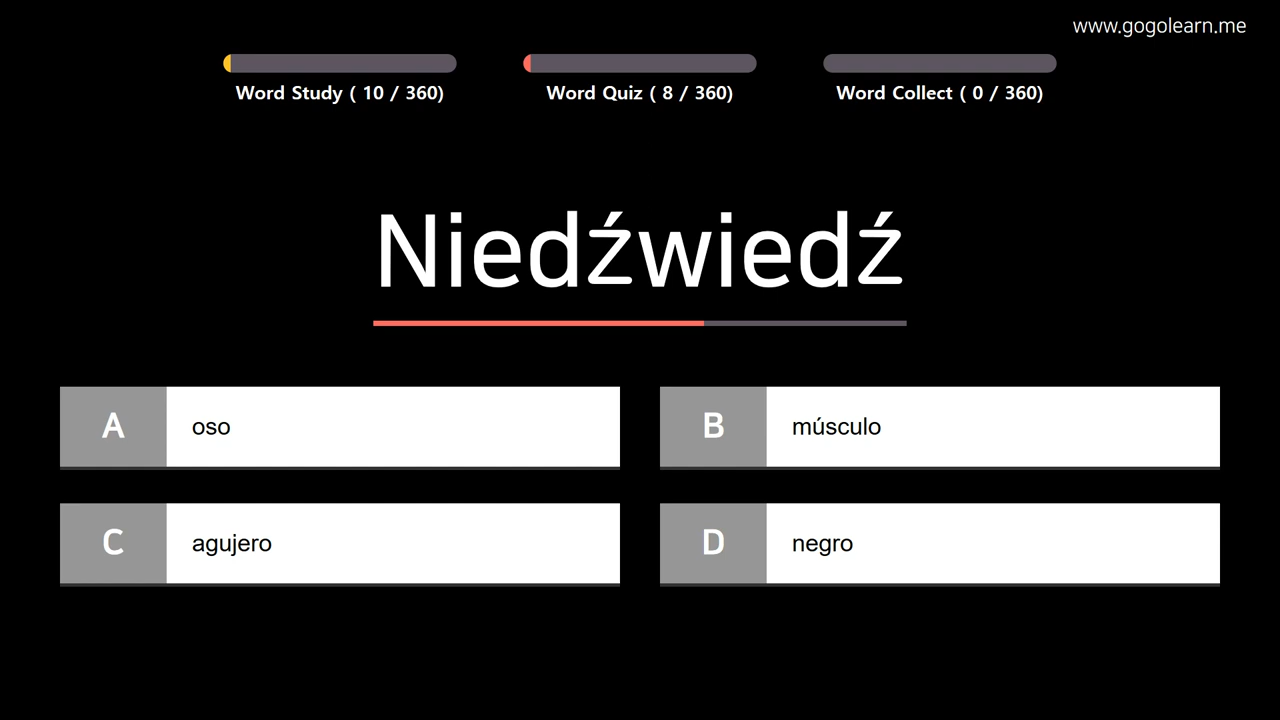 www.gogolearn.me
Word Study ( 10 / 360)
Word Quiz ( 8 / 360)
Word Collect ( 0 / 360)
Niedźwiedź
A oso
B músculo
C agujero
D negro